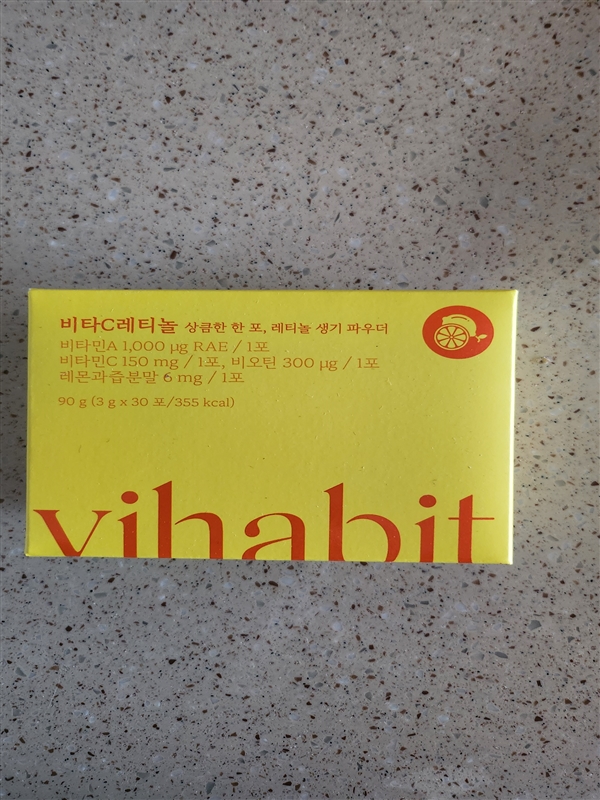 비타C레티놀 상큼한 한 포, 레티놀 생기 파우더
비타민A 1,000 µg RAE / 1포
비타민C 150 mg / 1포, 비오틴 300 µg / 1포
레몬과즙분말 6 mg / 1포
90 g (3 g x 30 포/355 kcal)
vihabit